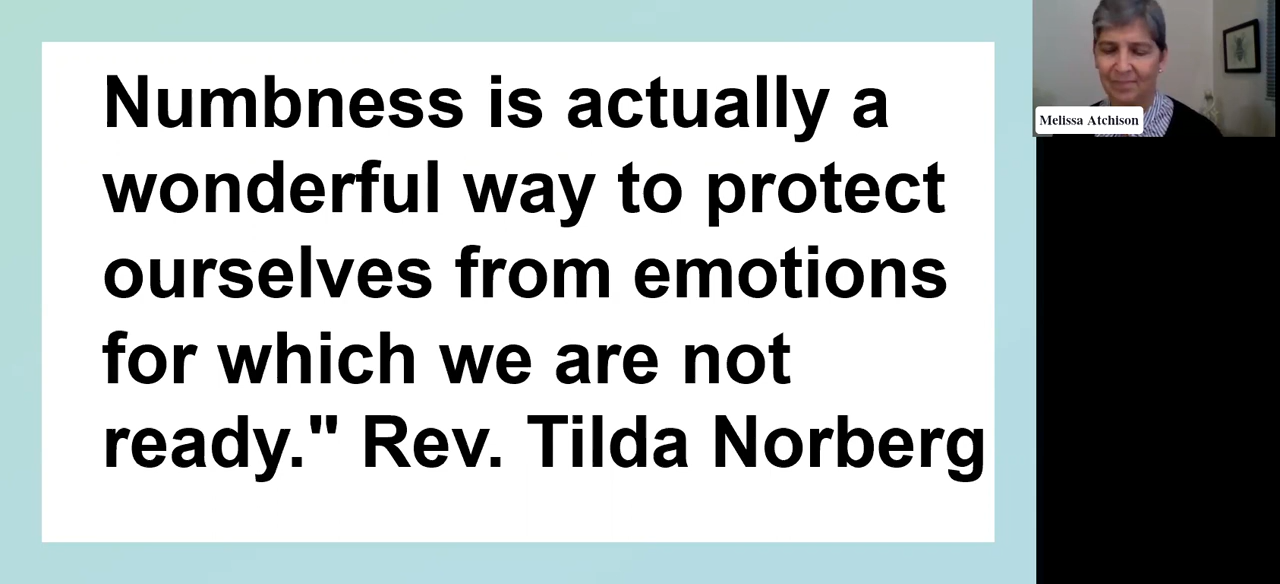 Numbness is actually a
wonderful way to protect
ourselves from emotions
for which we are not
ready." Rev. Tilda Norberg
Melissa Atchison